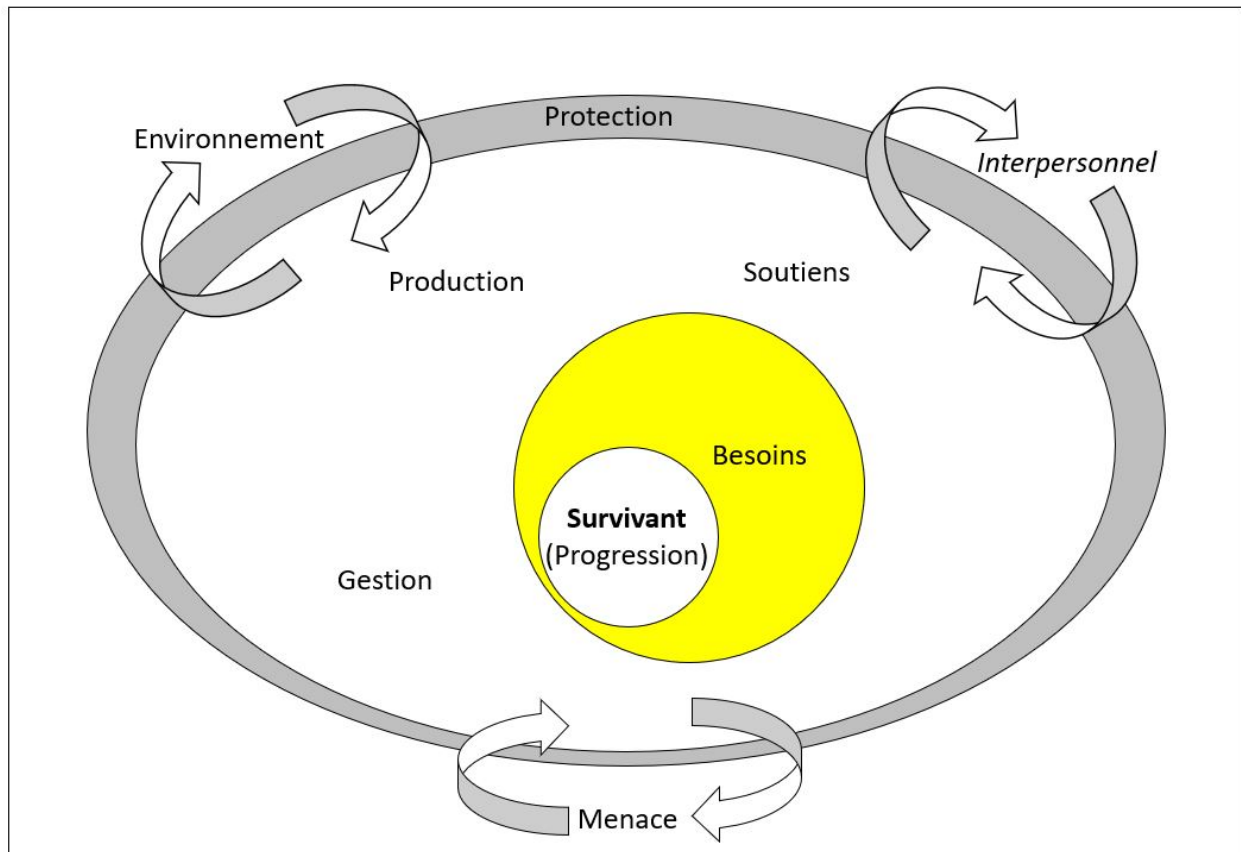 Protection
Environnement
Interpersonnel
Production
Soutiens
Besoins
Survivant
(Progression)
Gestion
Menace